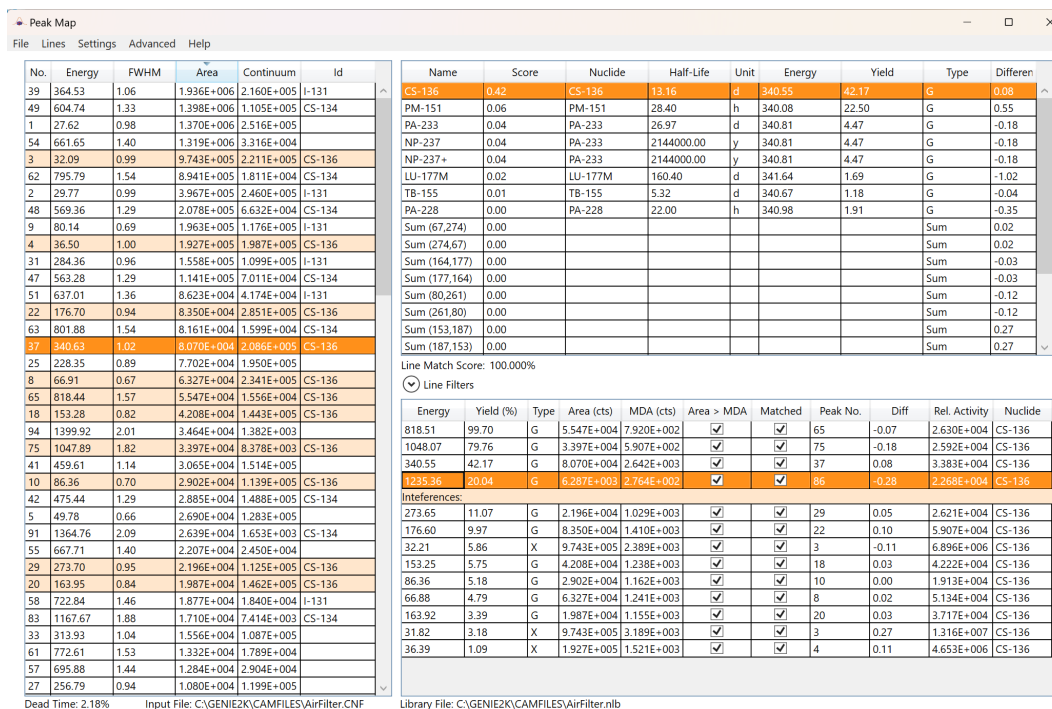 Peak Map
File Lines Settings Advanced Help
No. Energy FWHM Area Continuum Id
39 364.53 1.06 1.936E+006 2.160E+005 I-131
49 604.74 1.33 1.398E+006 1.105E+005 CS-134
1 27.62 0.98 1.370E+006 2.516E+005
54 661.65 1.40 1.319E+006 3.316E+004
3 32.09 0.99 9.743E+005 2.211E+005 CS-136
62 795.79 1.54 8.941E+005 1.811E+004 CS-134
2 29.77 0.99 3.967E+005 2.460E+005 I-131
48 569.36 1.29 2.078E+005 6.632E+004 CS-134
9 80.14 0.69 1.963E+005 1.176E+005 I-131
4 36.50 1.00 1.927E+005 1.987E+005 CS-136
31 284.36 0.96 1.558E+005 1.099E+005 I-131
47 563.28 1.29 1.141E+005 7.011E+004 CS-134
51 637.01 1.36 8.623E+004 4.174E+004 I-131
22 176.70 0.94 8.350E+004 2.851E+005 CS-136
63 801.88 1.54 8.161E+004 1.599E+004 CS-134
37 340.63 1.02 8.070E+004 2.086E+005 CS-136
25 228.35 0.89 7.702E+004 1.950E+005
8 66.91 0.67 6.327E+004 2.341E+005 CS-136
65 818.44 1.57 5.547E+004 1.556E+004 CS-136
18 153.28 0.82 4.208E+004 1.443E+005 CS-136
94 1399.92 2.01 3.464E+004 1.382E+003
75 1047.89 1.82 3.397E+004 8.378E+003 CS-136
41 459.61 1.14 3.065E+004 1.514E+005
10 86.36 0.70 2.902E+004 1.139E+005 CS-136
42 475.44 1.29 2.885E+004 1.488E+005 CS-134
5 49.78 0.66 2.690E+004 1.283E+005
91 1364.76 2.09 2.639E+004 1.653E+003 CS-134
55 667.71 1.40 2.207E+004 2.450E+004
29 273.70 0.95 2.196E+004 1.125E+005 CS-136
20 163.95 0.84 1.987E+004 1.462E+005 CS-136
58 722.84 1.46 1.877E+004 1.840E+004 I-131
83 1167.67 1.88 1.710E+004 7.414E+003 CS-134
33 313.93 1.04 1.556E+004 1.087E+005
61 772.61 1.53 1.332E+004 1.789E+004
57 695.88 1.44 1.284E+004 2.904E+004
27 256.79 0.94 1.080E+004 1.199E+005
Name Score Nuclide Half-Life Unit Energy Yield Type Differen
CS-136 0.42 CS-136 13.16 d 340.55 42.17 G 0.08
PM-151 0.06 PM-151 28.40 h 340.08 22.50 G 0.55
PA-233 0.04 PA-233 26.97 d 340.81 4.47 G -0.18
NP-237 0.04 PA-233 2144000.00 y 340.81 4.47 G -0.18
NP-237+ 0.04 PA-233 2144000.00 y 340.81 4.47 G -0.18
LU-177M 0.02 LU-177M 160.40 d 341.64 1.69 G -1.02
TB-155 0.01 TB-155 5.32 d 340.67 1.18 G -0.04
PA-228 0.00 PA-228 22.00 h 340.98 1.91 G -0.35
Sum (67,274) 0.00 Sum 0.02
Sum (274,67) 0.00 Sum 0.02
Sum (164,177) 0.00 Sum -0.03
Sum (177,164) 0.00 Sum -0.03
Sum (80,261) 0.00 Sum -0.12
Sum (261,80) 0.00 Sum -0.12
Sum (153,187) 0.00 Sum 0.27
Sum (187,153) 0.00 Sum 0.27
Line Match Score: 100.000%
Line Filters
Energy Yield (%) Type Area (cts) MDA (cts) Area > MDA Matched Peak No. Diff Rel. Activity Nuclide
818.51 99.70 G 5.547E+004 7.920E+002 65 -0.07 2.630E+004 CS-136
1048.07 79.76 G 3.397E+004 5.907E+002 75 -0.18 2.592E+004 CS-136
340.55 42.17 G 8.070E+004 2.642E+003 37 0.08 3.383E+004 CS-136
1235.36 20.04 G 6.287E+003 2.764E+002 86 -0.28 2.268E+004 CS-136
Inteferences:
273.65 11.07 G 2.196E+004 1.029E+003 29 0.05 2.621E+004 CS-136
176.60 9.97 G 8.350E+004 1.410E+003 22 0.10 5.907E+004 CS-136
32.21 5.86 X 9.743E+005 2.389E+003 3 -0.11 6.896E+006 CS-136
153.25 5.75 G 4.208E+004 1.238E+003 18 0.03 4.222E+004 CS-136
86.36 5.18 G 2.902E+004 1.162E+003 10 0.00 1.913E+004 CS-136
66.88 4.79 G 6.327E+004 1.241E+003 8 0.02 5.134E+004 CS-136
163.92 3.39 G 1.987E+004 1.155E+003 20 0.03 3.717E+004 CS-136
31.82 3.18 X 9.743E+005 3.189E+003 3 0.27 1.316E+007 CS-136
36.39 1.09 X 1.927E+005 1.521E+003 4 0.11 4.653E+006 CS-136
Dead Time: 2.18% Input File: C:\GENIE2K\CAMFILES\AirFilter.CNF Library File: C:\GENIE2K\CAMFILES\AirFilter.nlb